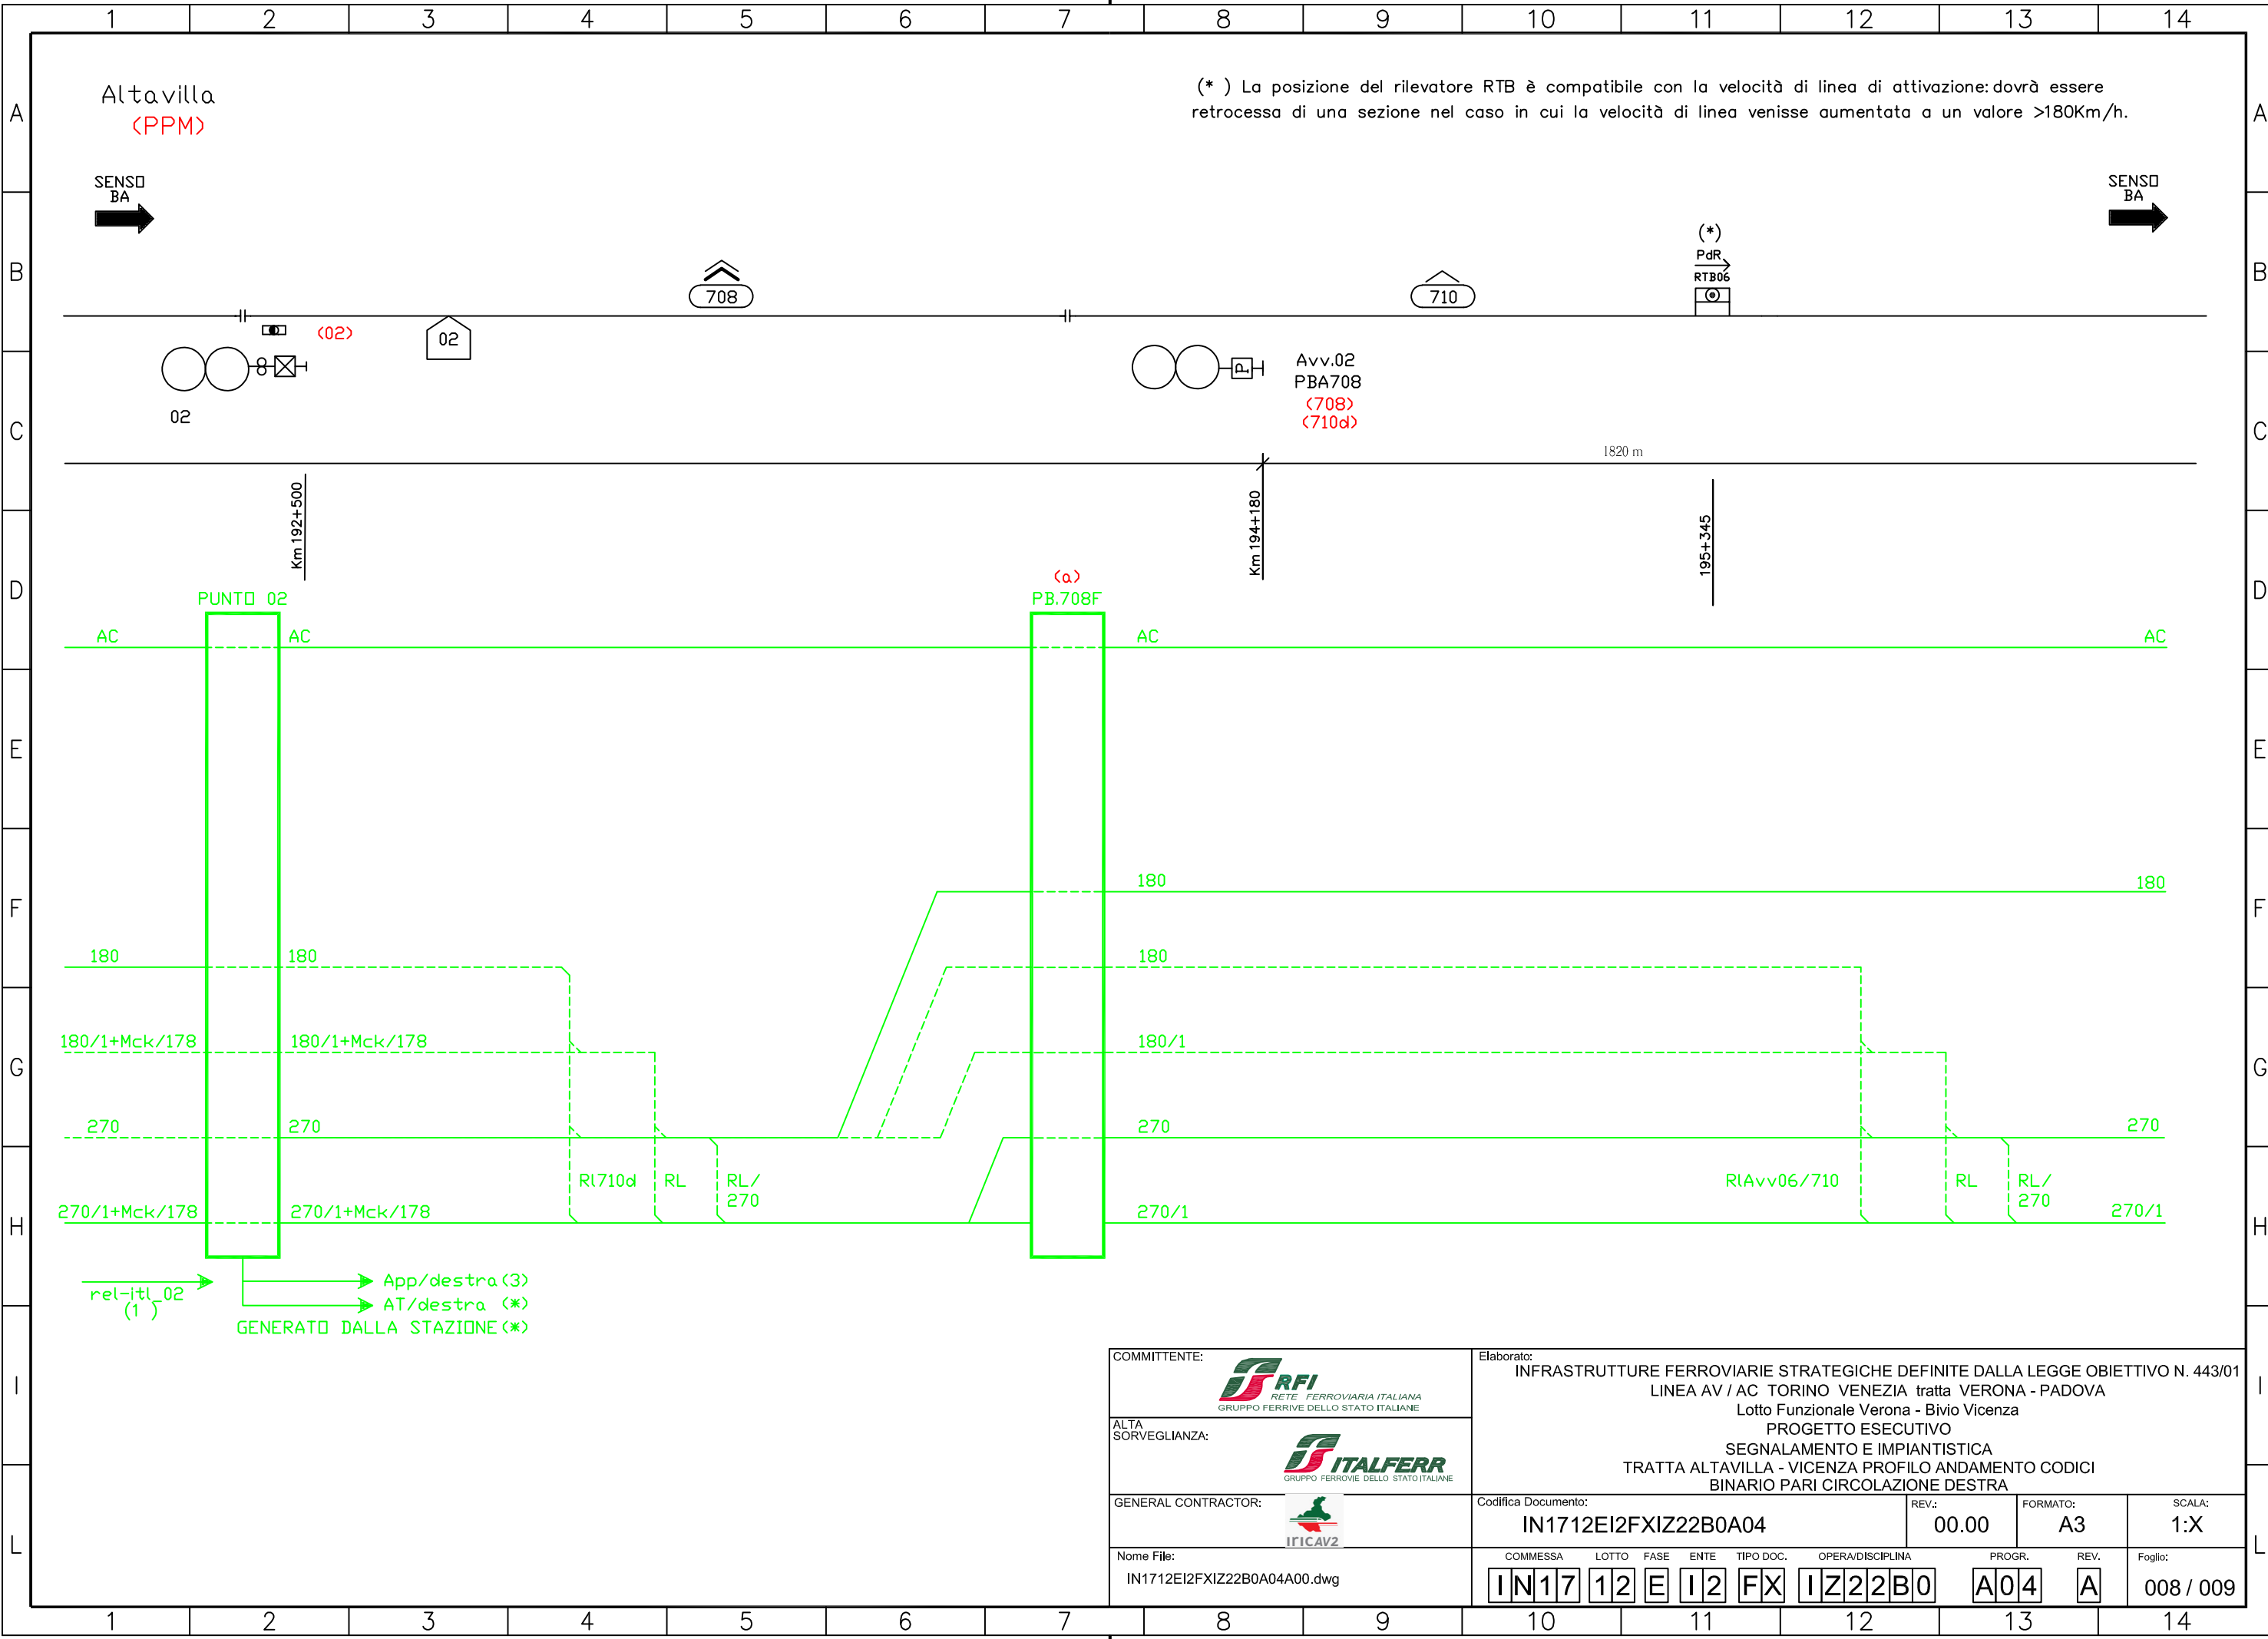 1 2 3 4 5 6 7 8 9 10 11 12 13 14
A A
B B
C C
D D
E E
F F
G G
H H
I I
L L
Altavilla
(PPM)
(* ) La posizione del rilevatore RTB è compatibile con la velocità di linea di attivazione: dovrà essere
retrocessa di una sezione nel caso in cui la velocità di linea venisse aumentata a un valore >180Km/h.
SENSO
BA
SENSO
BA
708
710
(*)
PdR
RTB06
(02)
02
02
P
Avv.02
PBA708
(708)
(710d)
1820 m
Km 192+500
Km 194+180
195+345
PUNTO 02
(a)
PB.708F
AC AC AC AC
180 180
180 180 180
180/1+Mck/178 180/1+Mck/178 180/1
270 270 270 270
Rl710d RL RL/
270
RlAvv06/710 RL RL/
270
270/1+Mck/178 270/1+Mck/178 270/1 270/1
rel-itl_02
(1 )
App/destra(3)
AT/destra (*)
GENERATO DALLA STAZIONE(*)
COMMITTENTE:
RFI
RETE FERROVIARIA ITALIANA
GRUPPO FERRIVE DELLO STATO ITALIANE
ALTA
SORVEGLIANZA:
ITALFERR
GRUPPO FERROVIE DELLO STATO ITALIANE
GENERAL CONTRACTOR:
IrICAV2
Nome File:
IN1712EI2FXIZ22B0A04A00.dwg
Elaborato:
INFRASTRUTTURE FERROVIARIE STRATEGICHE DEFINITE DALLA LEGGE OBIETTIVO N. 443/01
LINEA AV / AC TORINO VENEZIA tratta VERONA - PADOVA
Lotto Funzionale Verona - Bivio Vicenza
PROGETTO ESECUTIVO
SEGNALAMENTO E IMPIANTISTICA
TRATTA ALTAVILLA - VICENZA PROFILO ANDAMENTO CODICI
BINARIO PARI CIRCOLAZIONE DESTRA
Codifica Documento:
IN1712EI2FXIZ22B0A04
REV.:
00.00
FORMATO:
A3
SCALA:
1:X
COMMESSA LOTTO FASE ENTE TIPO DOC. OPERA/DISCIPLINA PROGR. REV.
IN17 12 E I2 FX IZ22B0 A04 A
Foglio:
008 / 009
1 2 3 4 5 6 7 8 9 10 11 12 13 14